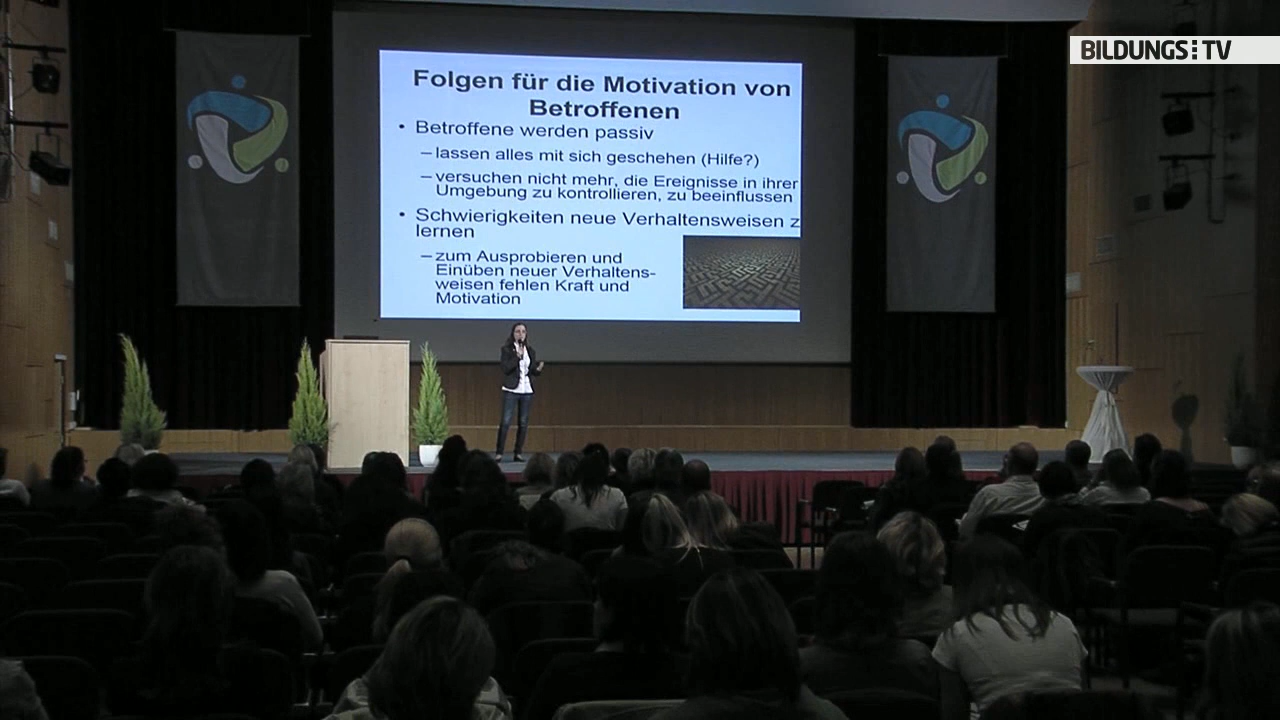 BILDUNGS TV
Folgen für die Motivation von
Betroffenen
• Betroffene werden passiv
– lassen alles mit sich geschehen (Hilfe?)
– versuchen nicht mehr, die Ereignisse in ihrer
Umgebung zu kontrollieren, zu beeinflussen
• Schwierigkeiten neue Verhaltensweisen z
lernen
– zum Ausprobieren und
Einüben neuer Verhaltens-
weisen fehlen Kraft und
Motivation